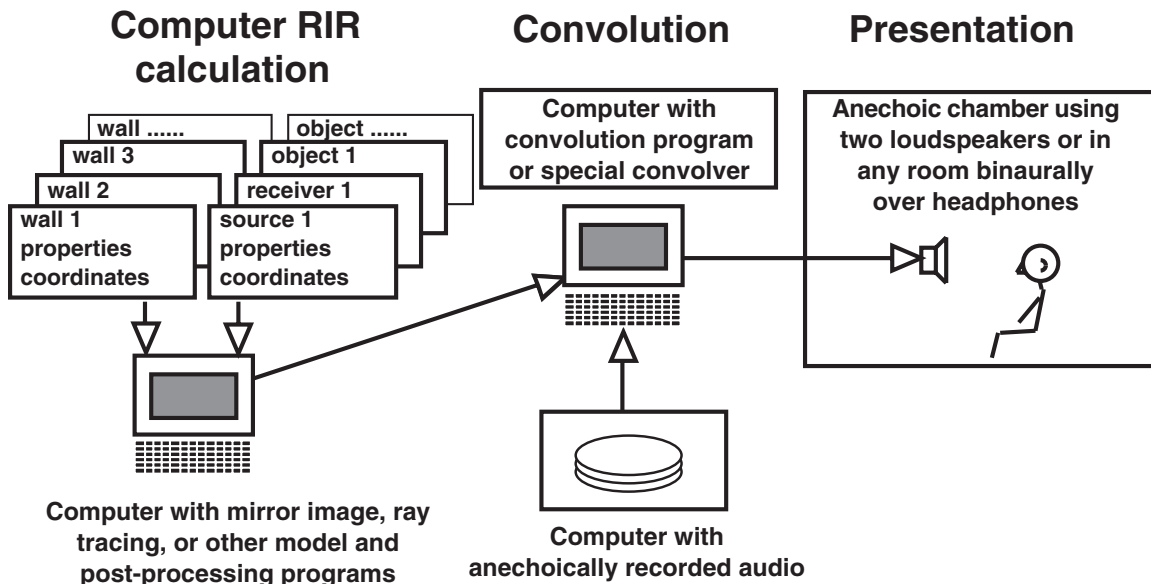 Computer RIR
calculation
Convolution
Presentation
wall ......
wall 3
wall 2
wall 1
properties
coordinates
object ......
object 1
receiver 1
source 1
properties
coordinates
Computer with mirror image, ray
tracing, or other model and
post-processing programs
Computer with
convolution program
or special convolver
Computer with
anechoically recorded audio
Anechoic chamber using
two loudspeakers or in
any room binaurally
over headphones